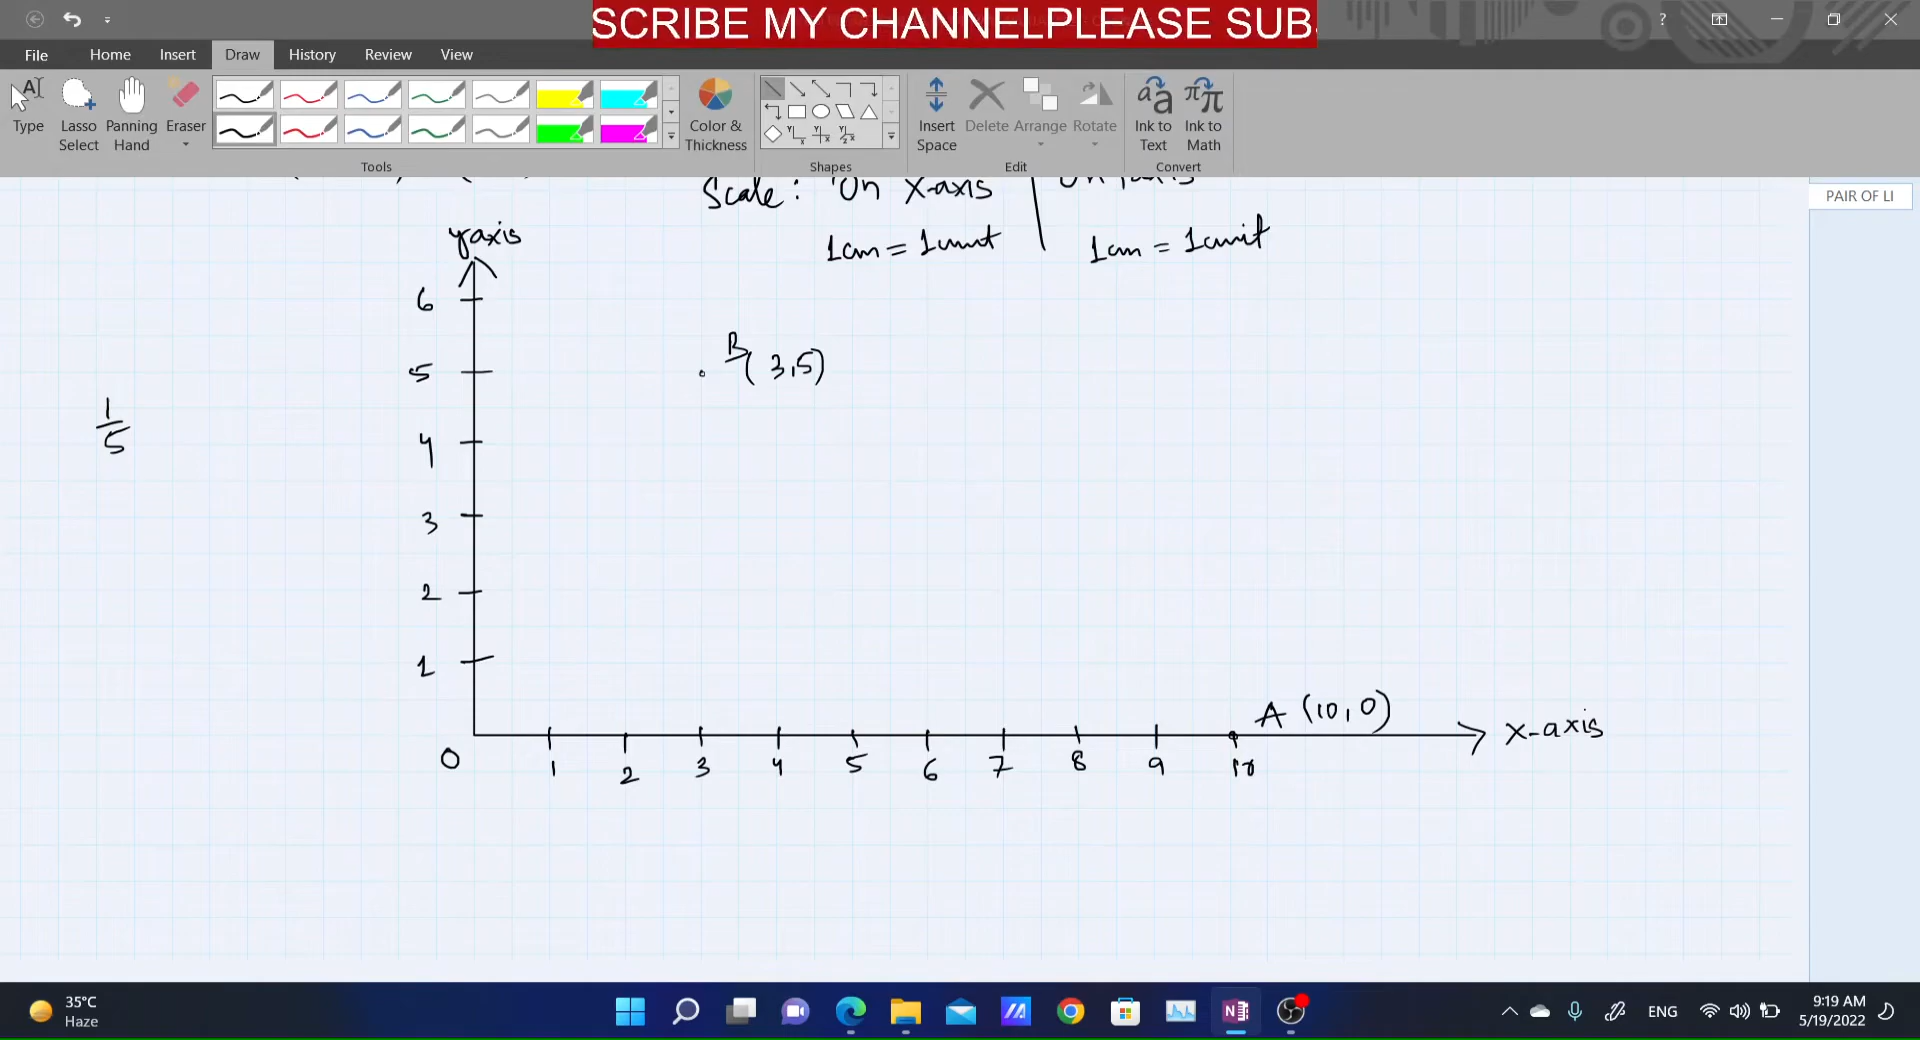 SCRIBE MY CHANNELPLEASE SUB
File Home Insert Draw History Review View
Type Lasso Select Panning Hand Eraser
Color & Thickness
Insert Space Delete Arrange Rotate
Ink to Text Ink to Math
Tools Shapes Edit Convert
PAIR OF LI
Scale: On X-axis
1cm = 1unit 1cm = 1unit
yaxis
6
B(3,5)
5
1/5
4
3
2
1
A (10,0)
X-axis
0 1 2 3 4 5 6 7 8 9 10
35°C
Haze
ENG
9:19 AM
5/19/2022